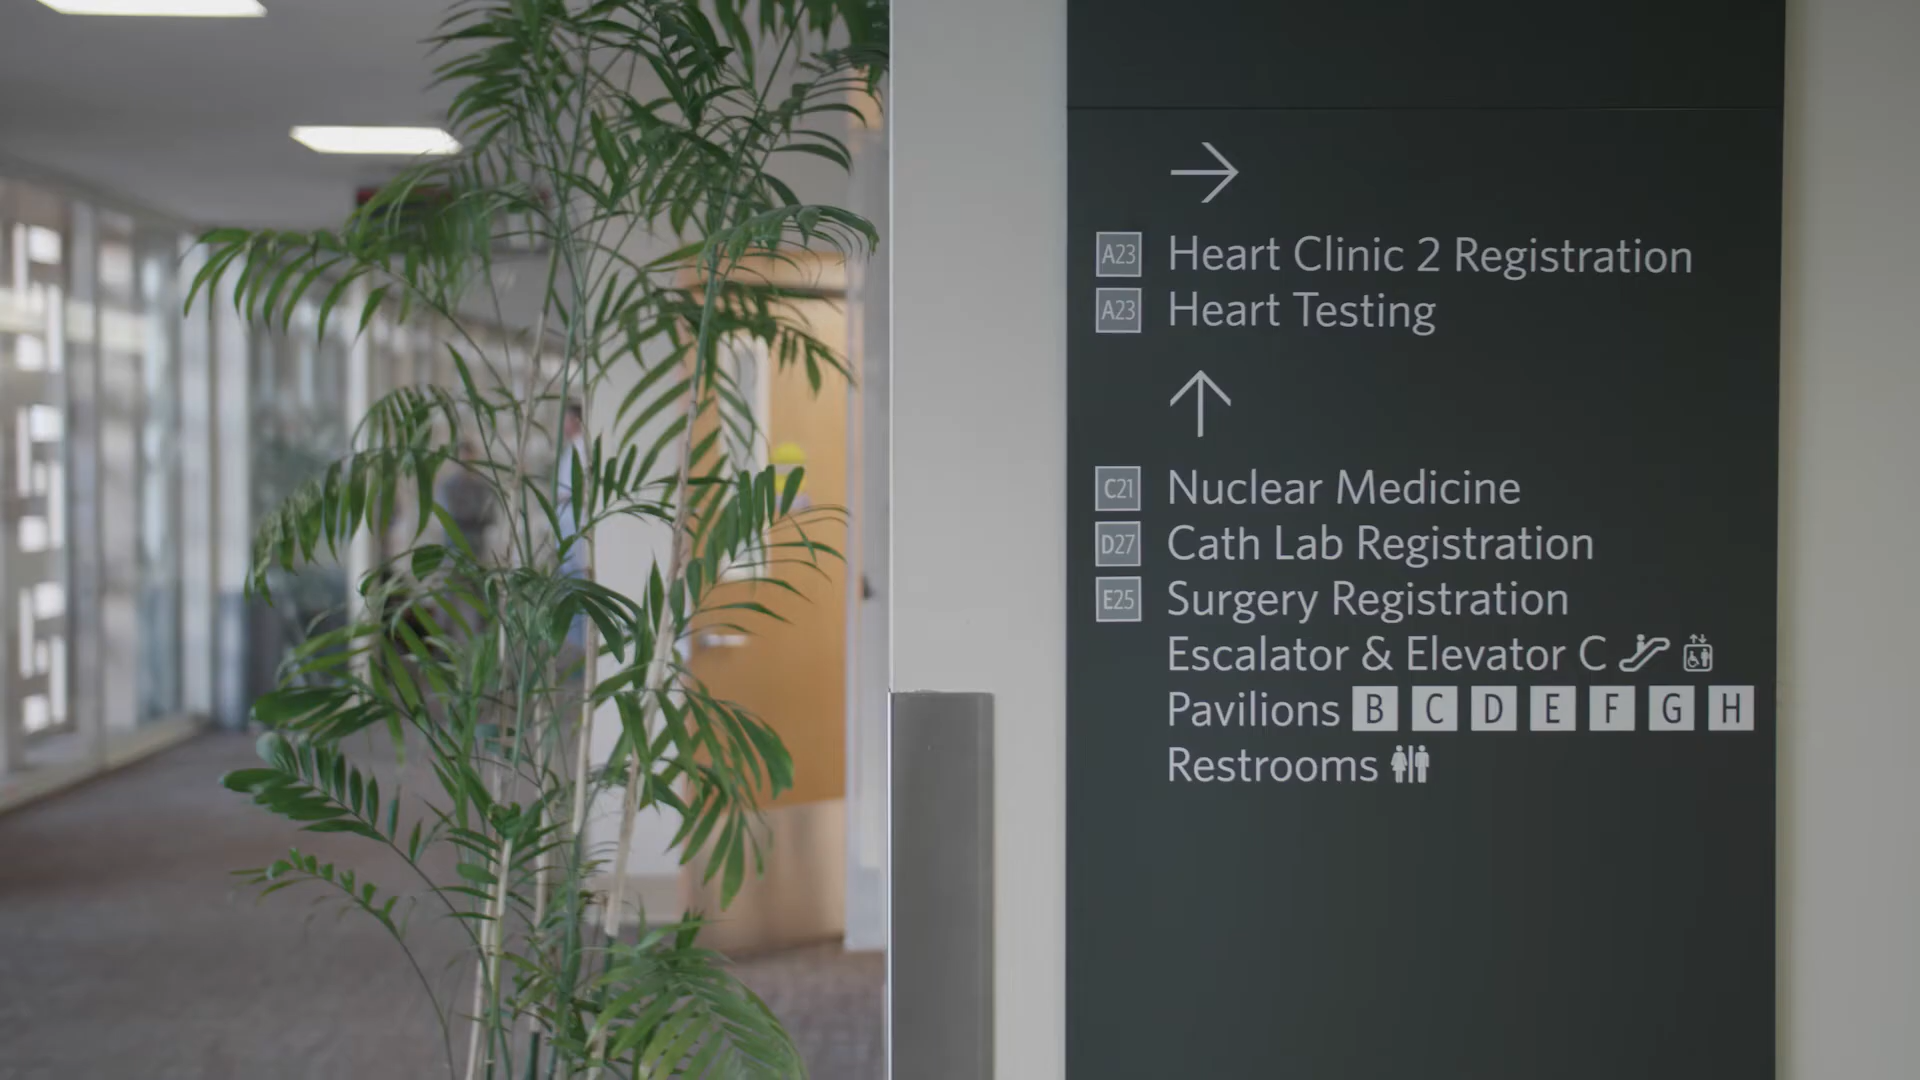 →
A23 Heart Clinic 2 Registration
A23 Heart Testing
↑
C21 Nuclear Medicine
D27 Cath Lab Registration
E25 Surgery Registration
Escalator & Elevator C
Pavilions B C D E F G H
Restrooms